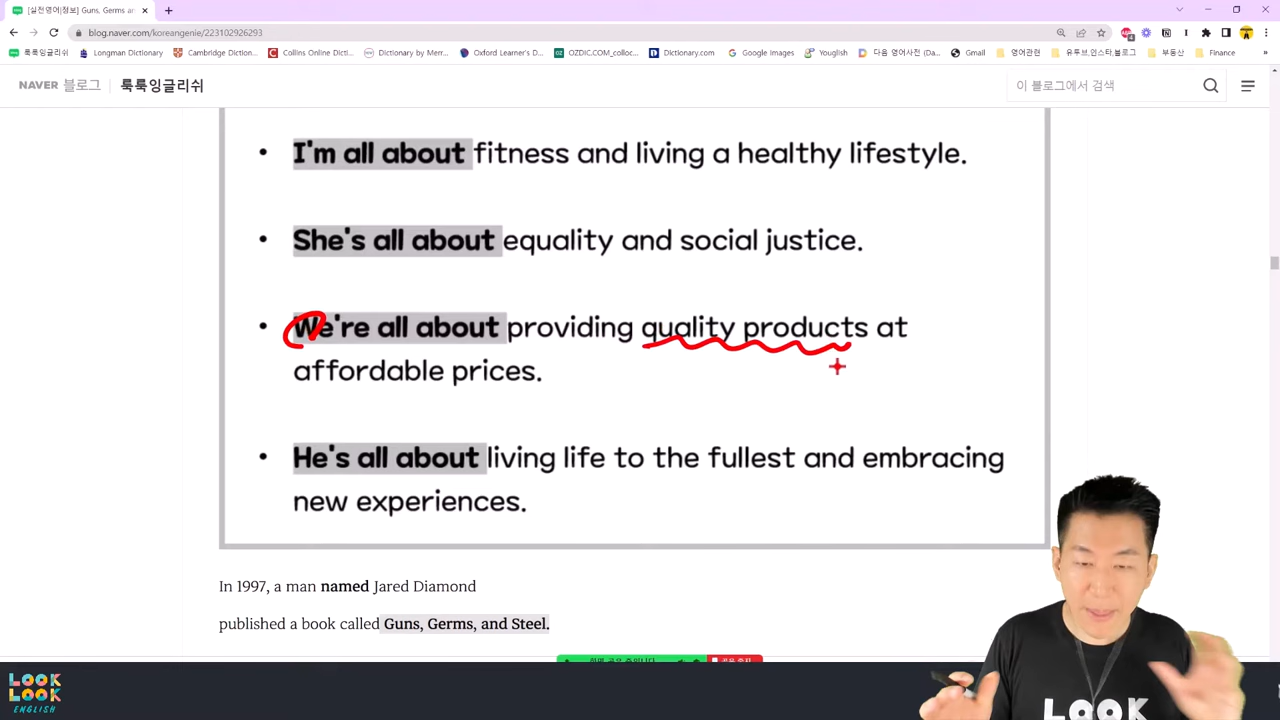 [실전영어/정보] Guns, Germs an
blog.naver.com/koreangenie/223102926293
룩룩잉글리쉬 Longman Dictionary Cambridge Diction... Collins Online Dicti... Dictionary by Merr... Oxford Learner's D... OZDIC.COM_colloc... Dictionary.com Google Images Youglish 다음 영어사전 (Da... Gmail 영어관련 유튜브,인스타,블로그 부동산 Finance
NAVER 블로그 룩룩잉글리쉬 이 블로그에서 검색
• I'm all about fitness and living a healthy lifestyle.
• She's all about equality and social justice.
• We're all about providing quality products at
affordable prices.
• He's all about living life to the fullest and embracing
new experiences.
In 1997, a man named Jared Diamond
published a book called Guns, Germs, and Steel.
LOOK
LOOK
ENGLISH
LOOK